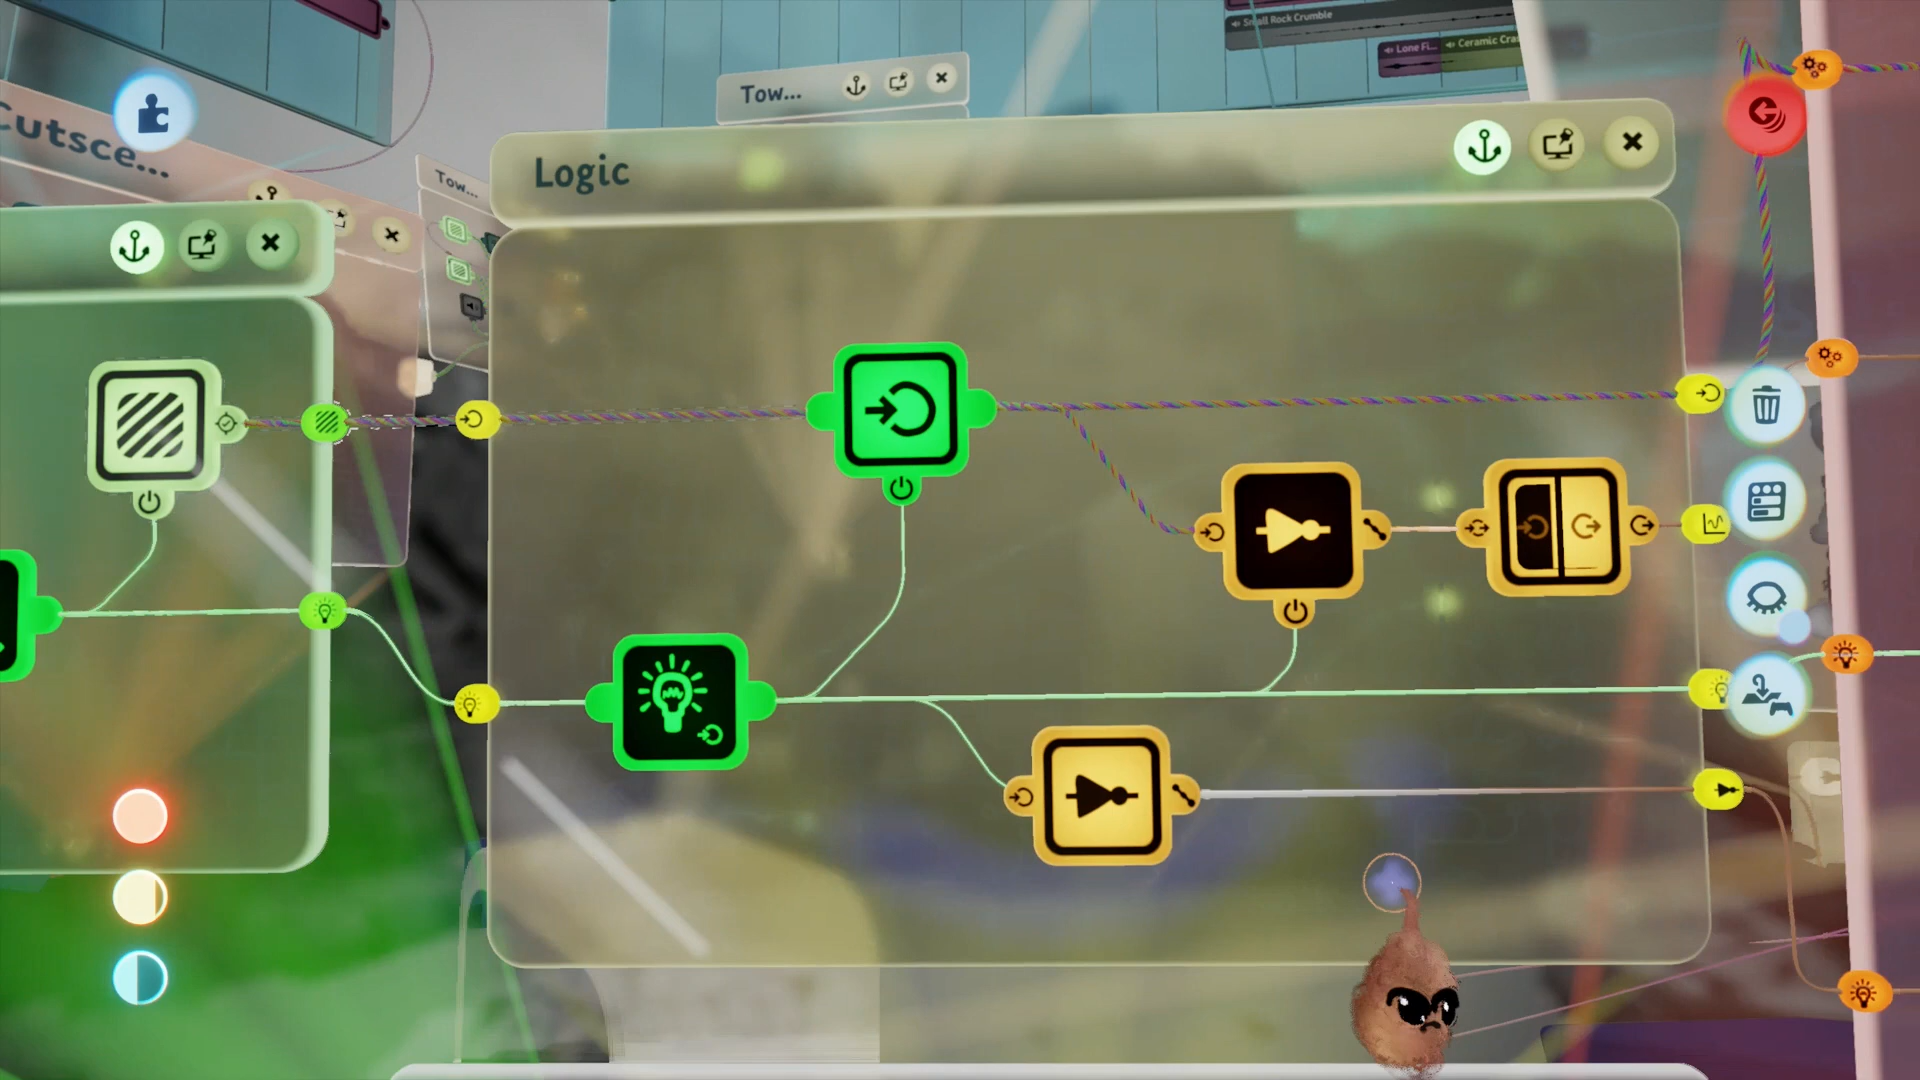 Small Rock Crumble
Lone Fi...
Ceramic Cra
Tow...
Cutsce...
Tow...
Logic